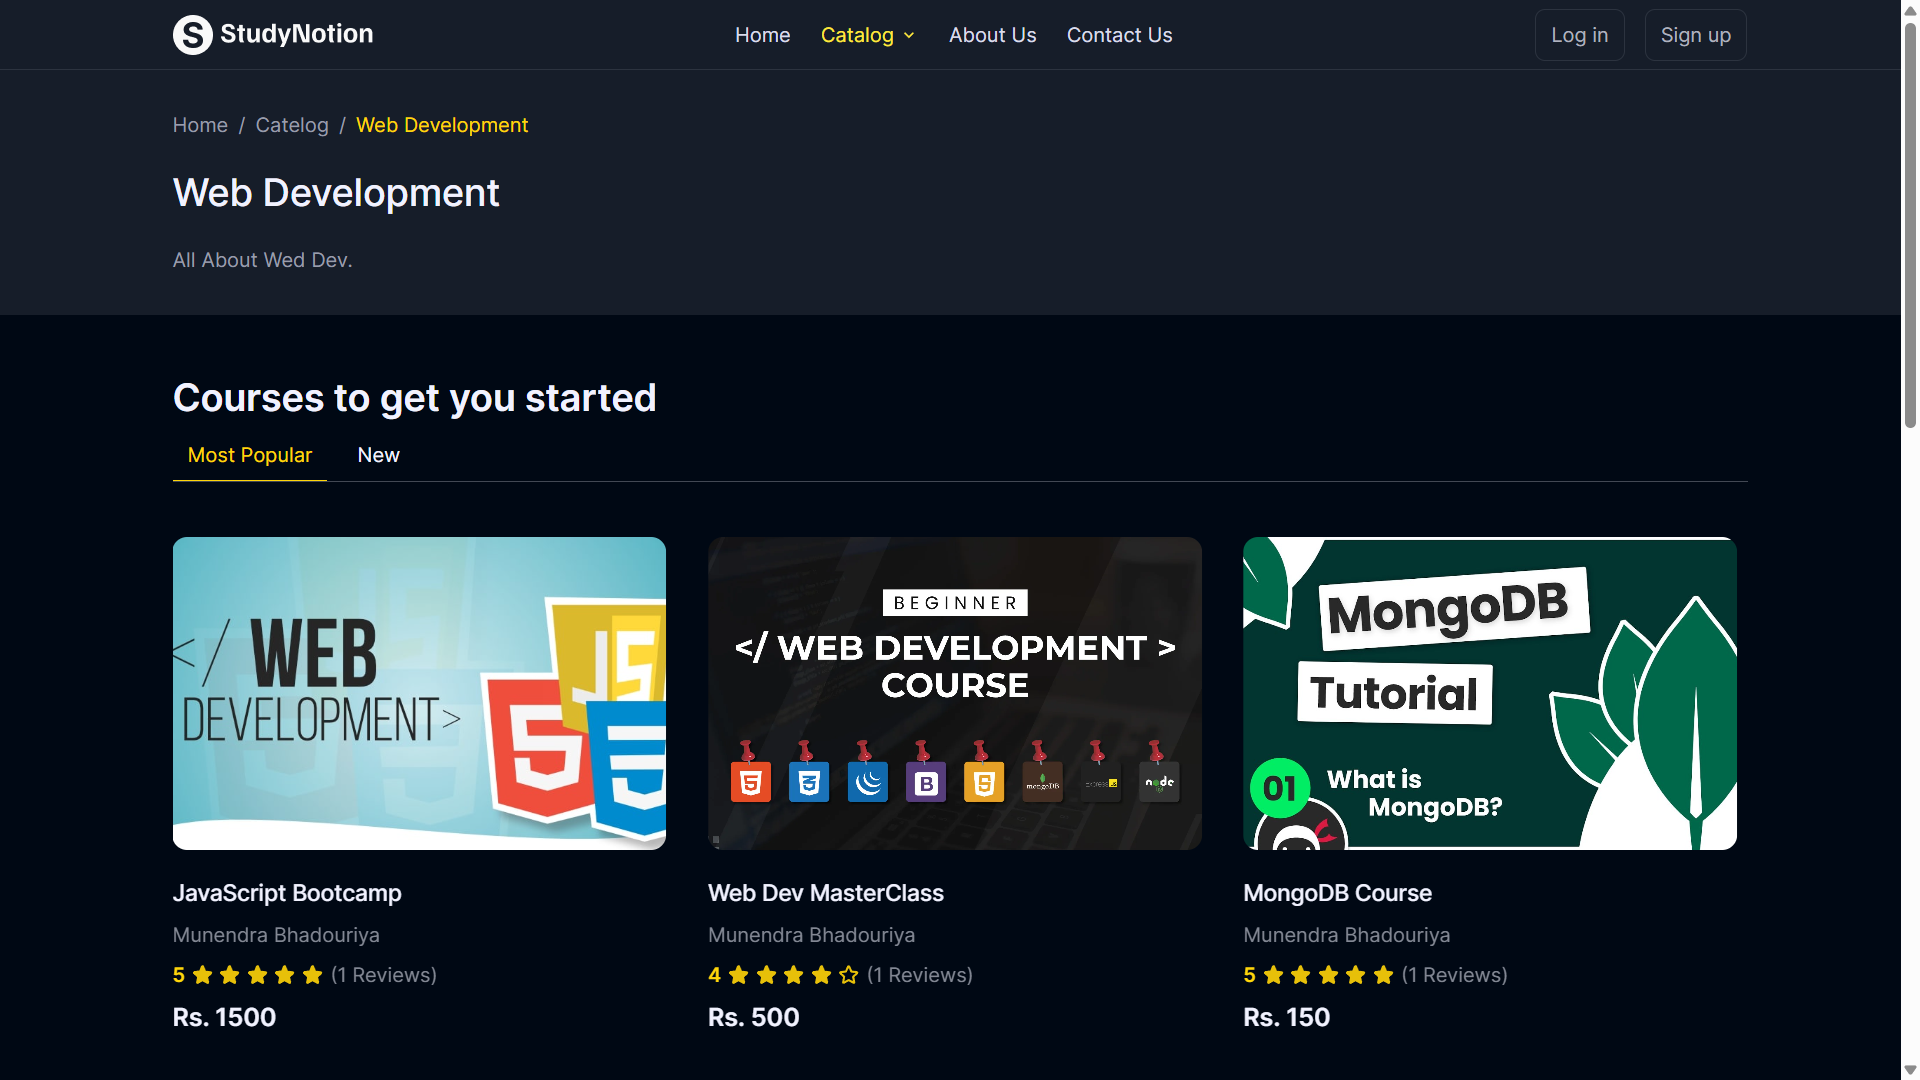 StudyNotion
Home Catalog About Us Contact Us
Log in Sign up
Home / Catelog / Web Development
Web Development
All About Wed Dev.
Courses to get you started
Most Popular New
</ WEB
DEVELOPMENT>
JS
5
BEGINNER
</ WEB DEVELOPMENT >
COURSE
mongoDB
express JS
node
MongoDB
Tutorial
01 What is
MongoDB?
JavaScript Bootcamp
Munendra Bhadouriya
5 (1 Reviews)
Rs. 1500
Web Dev MasterClass
Munendra Bhadouriya
4 (1 Reviews)
Rs. 500
MongoDB Course
Munendra Bhadouriya
5 (1 Reviews)
Rs. 150